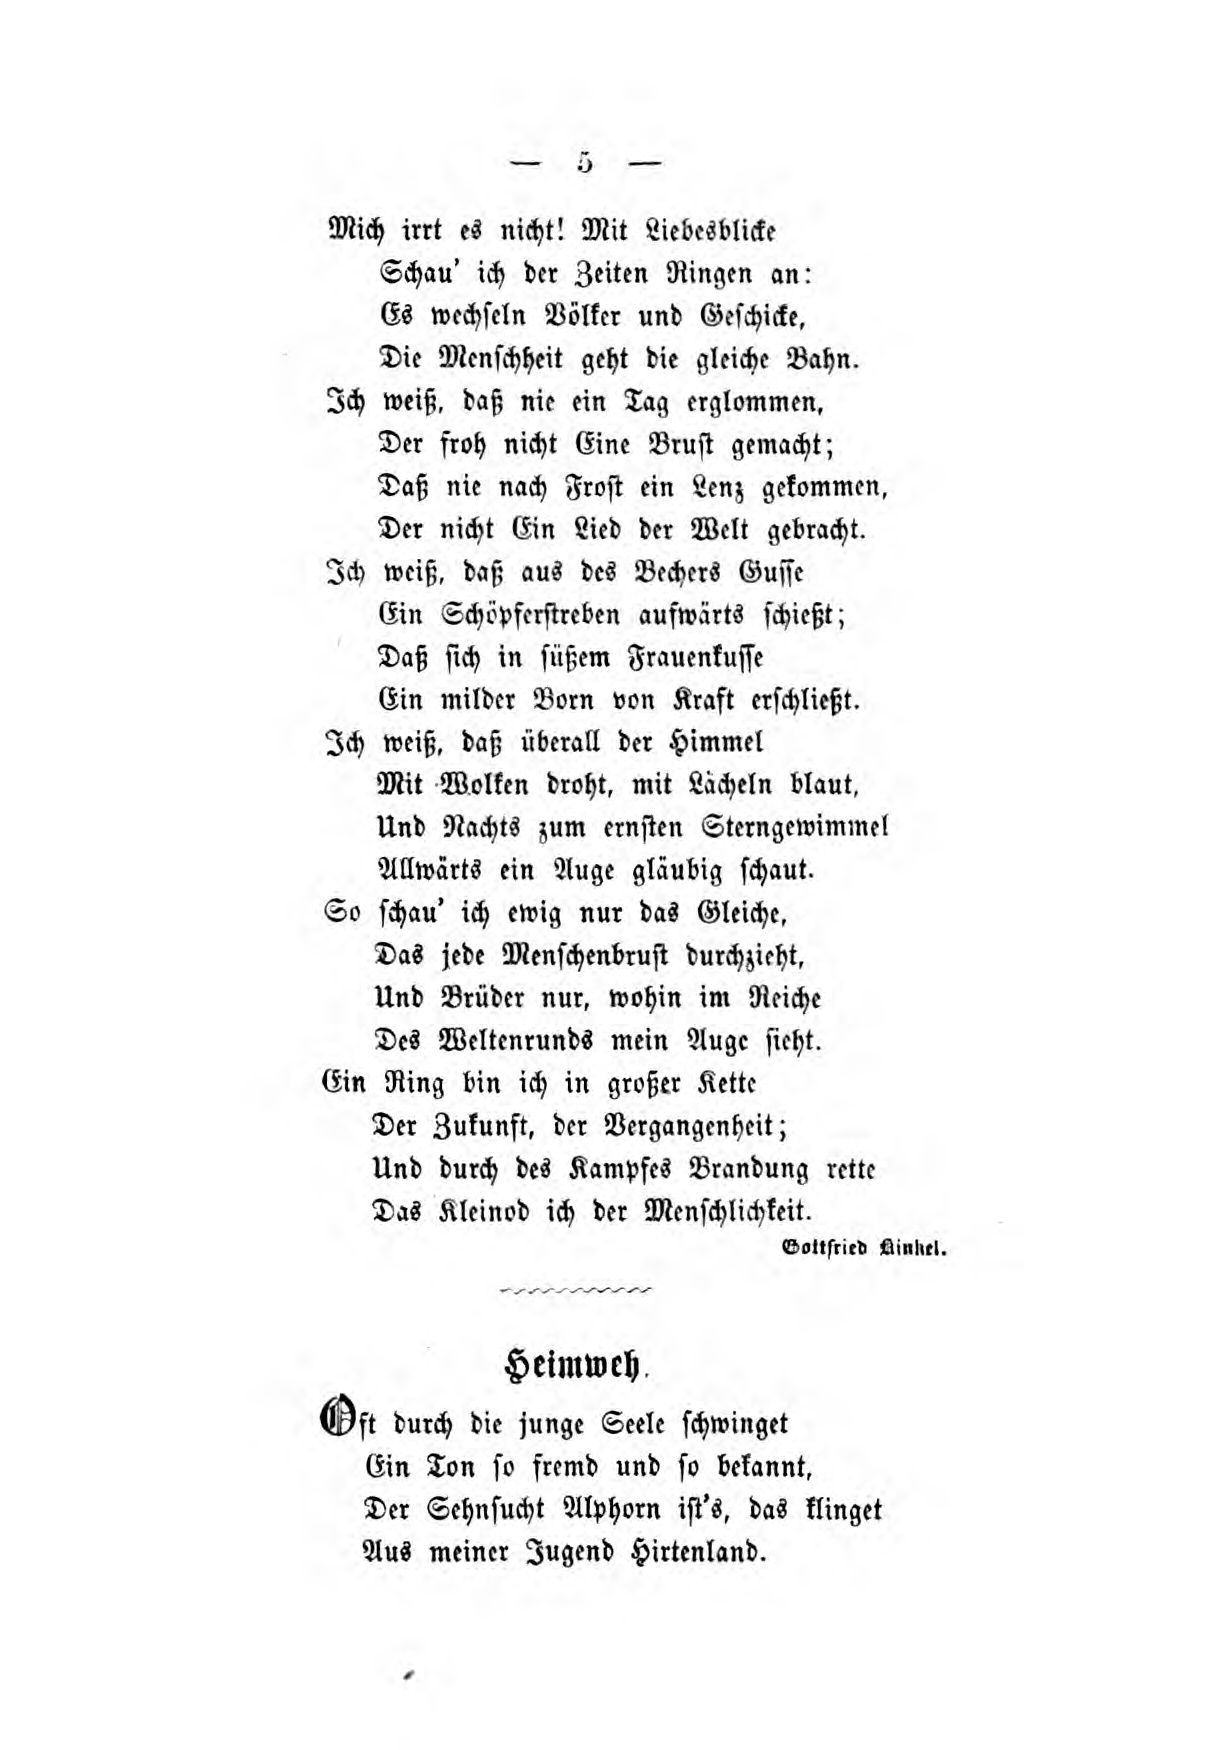 — 5 —
Mich irrt es nicht! Mit Liebesblicke
Schau' ich der Zeiten Ringen an:
Es wechseln Völker und Geschicke,
Die Menschheit geht die gleiche Bahn.
Ich weiß, daß nie ein Tag erglommen,
Der froh nicht Eine Brust gemacht;
Daß nie nach Frost ein Lenz gekommen,
Der nicht Ein Lied der Welt gebracht.
Ich weiß, daß aus des Bechers Gusse
Ein Schöpferstreben aufwärts schießt;
Daß sich in süßem Frauenkusse
Ein milder Born von Kraft erschließt.
Ich weiß, daß überall der Himmel
Mit Wolken droht, mit Lächeln blaut,
Und Nachts zum ernsten Sterngewimmel
Allwärts ein Auge gläubig schaut.
So schau' ich ewig nur das Gleiche,
Das jede Menschenbrust durchzieht,
Und Brüder nur, wohin im Reiche
Des Weltenrunds mein Auge sieht.
Ein Ring bin ich in großer Kette
Der Zukunft, der Vergangenheit;
Und durch des Kampfes Brandung rette
Das Kleinod ich der Menschlichkeit.
Gottfried Kinkel.
Heimweh.
Oft durch die junge Seele schwinget
Ein Ton so fremd und so bekannt,
Der Sehnsucht Alphorn ist's, das klinget
Aus meiner Jugend Hirtenland.